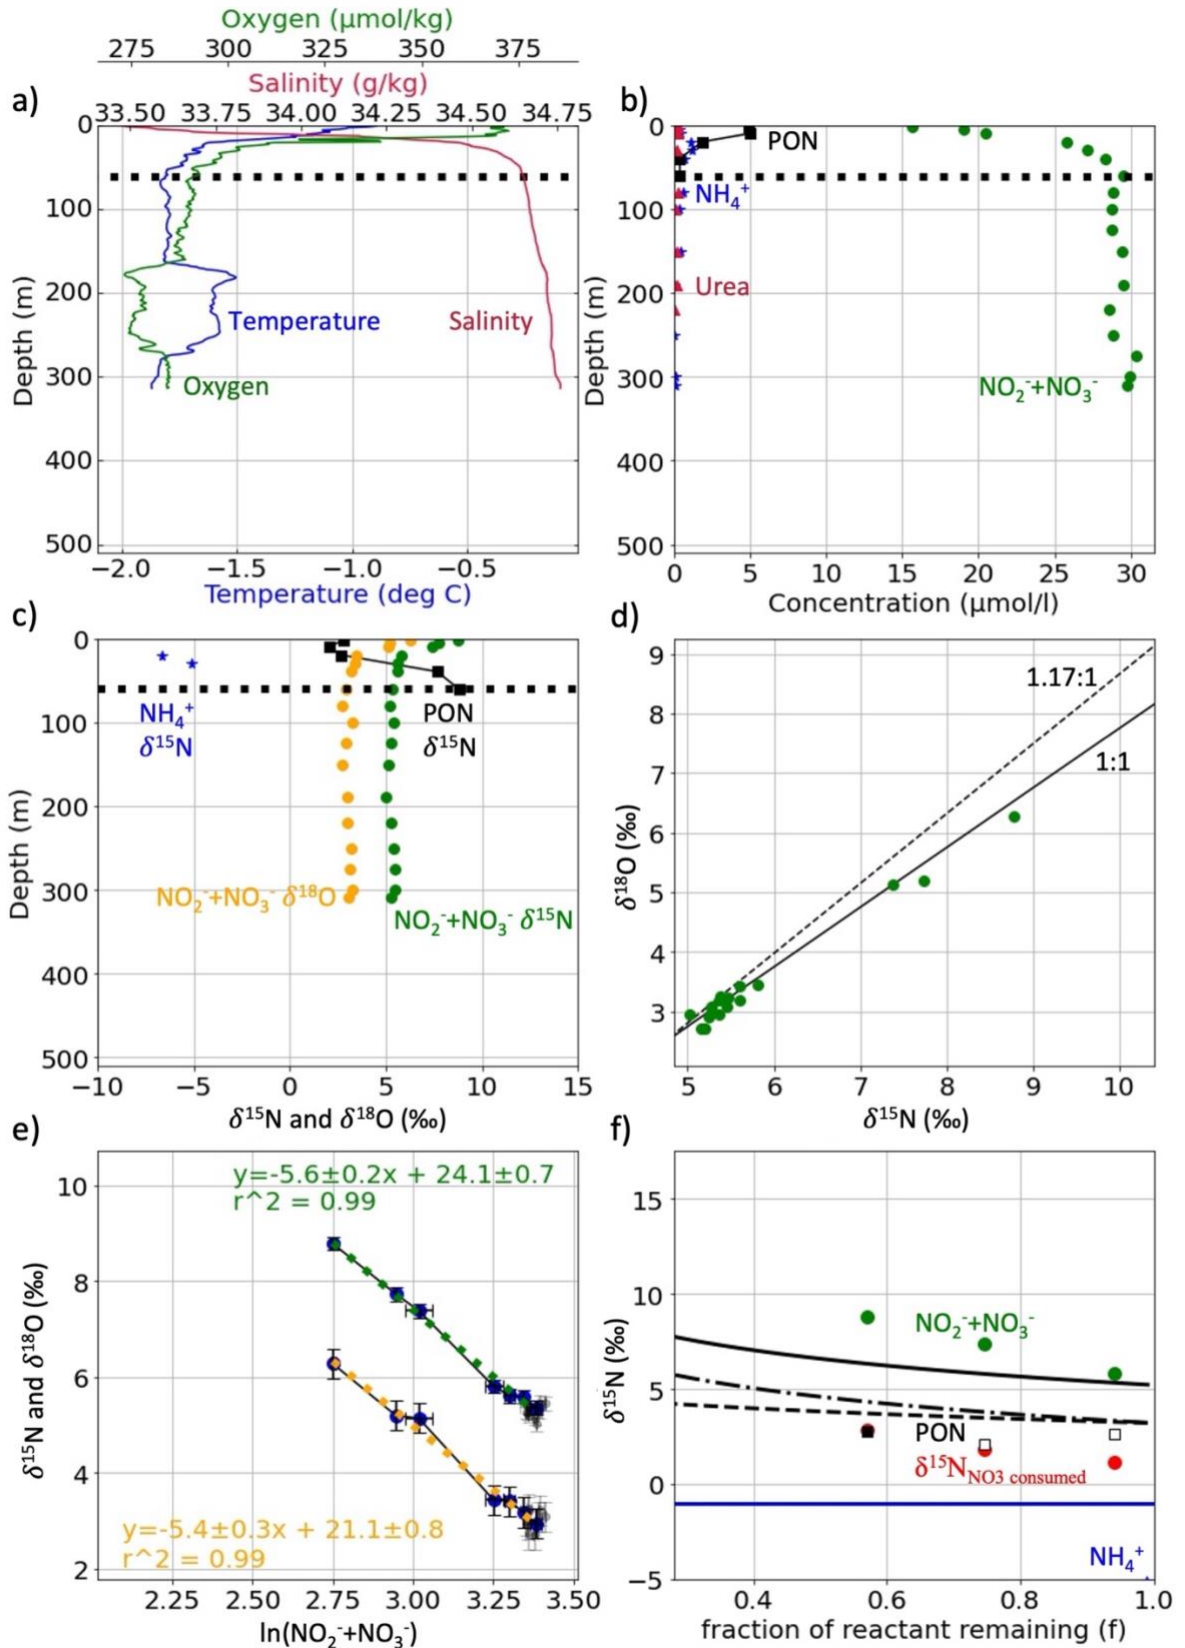 Oxygen (μmol/kg)
275 300 325 350 375
Salinity (g/kg)
a)
33.50 33.75 34.00 34.25 34.50 34.75
0
100
200
300
400
500
Depth (m)
Temperature
Salinity
Oxygen
−2.0 −1.5 −1.0 −0.5
Temperature (deg C)
b)
0
100
200
300
400
500
Depth (m)
PON
NH₄⁺
Urea
NO₂⁻+NO₃⁻
0 5 10 15 20 25 30
Concentration (μmol/l)
c)
0
100
200
300
400
500
Depth (m)
NH₄⁺
δ¹⁵N
PON
δ¹⁵N
NO₂⁻+NO₃⁻ δ¹⁸O
NO₂⁻+NO₃⁻ δ¹⁵N
−10 −5 0 5 10 15
δ¹⁵N and δ¹⁸O (‰)
d)
9
8
7
6
5
4
3
δ¹⁸O (‰)
1.17:1
1:1
5 6 7 8 9 10
δ¹⁵N (‰)
e)
10
8
6
4
2
δ¹⁵N and δ¹⁸O (‰)
y=-5.6±0.2x + 24.1±0.7
r^2 = 0.99
y=-5.4±0.3x + 21.1±0.8
r^2 = 0.99
2.25 2.50 2.75 3.00 3.25 3.50
ln(NO₂⁻+NO₃⁻)
f)
15
10
5
0
−5
δ¹⁵N (‰)
NO₂⁻+NO₃⁻
PON
δ¹⁵N_NO3 consumed
NH₄⁺
0.4 0.6 0.8 1.0
fraction of reactant remaining (f)